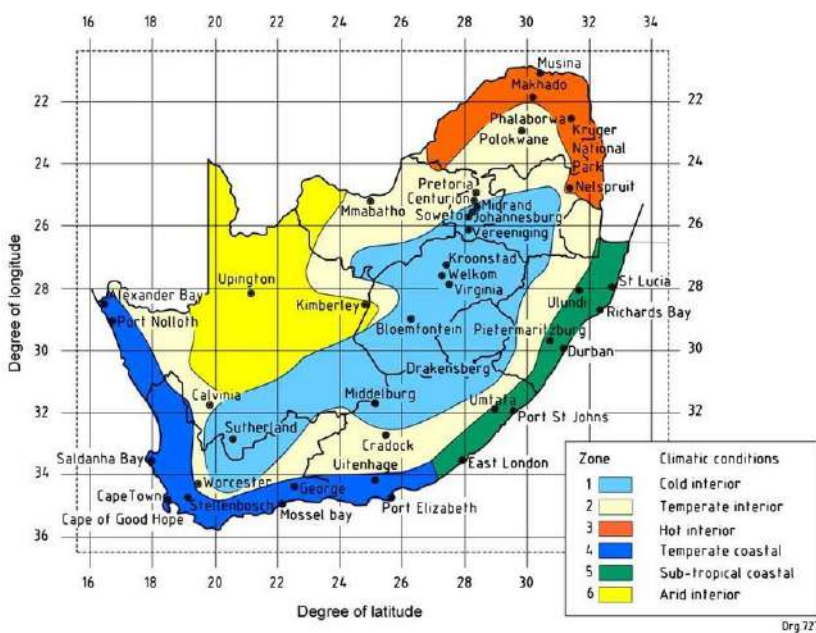 16 18 20 22 24 26 28 30 32 34
Musina
Makhado
22 22
Phalaborwa
Kruger
Polokwane
National
24 Park 24
Pretoria
Nelspruit
Centurion
Mmabatho
Midrand
Soweto
Johannesburg
26 26
Vereeniging
Kroonstad
Upington
Welkom
St Lucia
28 28
Alexander Bay
Virginia
Ulundi
Kimberley
Richards Bay
Port Nolloth
Bloemfontein
Pietermaritzburg
Durban
30 30
Drakensberg
Calvinia
Middelburg
Umtata
32 32
Port St Johns
Sutherland
Cradock
Saldanha Bay
Uitenhage
East London
34
Worcester
George
CapeTown
Stellenbosch
Port Elizabeth
Cape of Good Hope
Mossel bay
36
16 18 20 22 24 26 28 30
Degree of longitude
Degree of latitude
Zone Climatic conditions
1 Cold interior
2 Temperate interior
3 Hot interior
4 Temperate coastal
5 Sub-tropical coastal
6 Arid interior